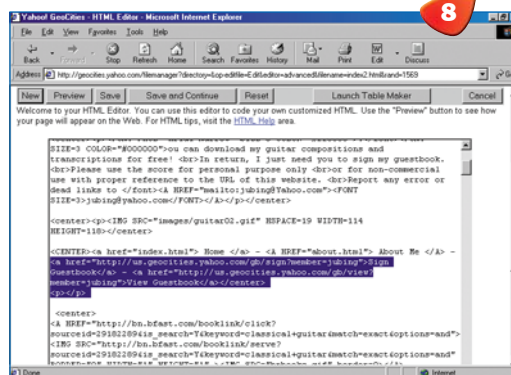 8
Yahoo! GeoCities - HTML Editor - Microsoft Internet Explorer
File Edit View Favorites Tools Help
Back Forward Stop Refresh Home Search Favorites History Mail Print Edit Discuss
Address http://geocities.yahoo.com/filemanager?directory=&op-editfile=Edit&editor=advanced&filename=index2.html&rand=1569
New Preview Save Save and Continue Reset Launch Table Maker Cancel
Welcome to your HTML Editor. You can use this editor to code your own customized HTML. Use the "Preview" button to see how
your page will appear on the Web. For HTML tips, visit the HTML Help area.
SIZE=3 COLOR="#000000">ou can download my guitar compositions and
transcriptions for free! <br>In return, I just need you to sign my guestbook.
<br>Please use the score for personal purpose only <br>or for non-commercial
use with proper reference to the URL of this website. <br>Report any error or
dead links to </font><A HREF="mailto:jubing@Yahoo.com"><FONT
SIZE=3>jubing@yahoo.com</FONT></A></p></center>
<center><p><IMG SRC="images/guitar02.gif" HSPACE=19 WIDTH=114
HEIGHT=118></center>
<CENTER><a href="index.html"> Home </a> - <A HREF="about.html"> About Me </A> -
<a href="http://us.geocities.yahoo.com/gb/sign?member=jubing">Sign
Guestbook</a> - <a href="http://us.geocities.yahoo.com/gb/view?
member=jubing">View Guestbook</a></center>
<p></p>
<center>
<A HREF="http://bn.bfast.com/booklink/click?
sourceid=29182289&is_search=Y&keyword=classical+guitar&match=exact&options=and">
<IMG SRC="http://bn.bfast.com/booklink/serve?
sourceid=29182289&is_search=Y&keyword=classical+guitar&match=exact&options=and"
Done Internet